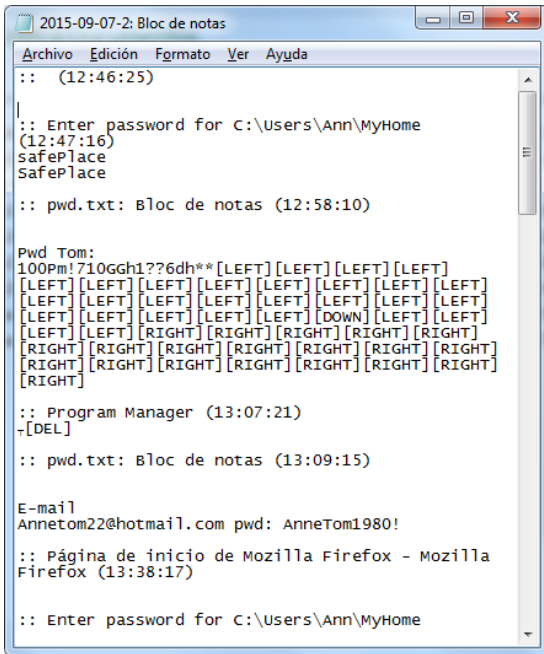 2015-09-07-2: Bloc de notas
Archivo Edición Formato Ver Ayuda
:: (12:46:25)
:: Enter password for C:\Users\Ann\MyHome
(12:47:16)
safePlace
SafePlace
:: pwd.txt: Bloc de notas (12:58:10)
Pwd Tom:
100Pm!710GGh1??6dh**[LEFT][LEFT][LEFT][LEFT]
[LEFT][LEFT][LEFT][LEFT][LEFT][LEFT][LEFT]
[LEFT][LEFT][LEFT][LEFT][LEFT][LEFT][LEFT]
[LEFT][LEFT][LEFT][LEFT][LEFT][DOWN][LEFT][LEFT]
[LEFT][LEFT][RIGHT][RIGHT][RIGHT][RIGHT][RIGHT]
[RIGHT][RIGHT][RIGHT][RIGHT][RIGHT][RIGHT][RIGHT]
[RIGHT][RIGHT][RIGHT][RIGHT][RIGHT][RIGHT][RIGHT]
[RIGHT]
:: Program Manager (13:07:21)
┬[DEL]
:: pwd.txt: Bloc de notas (13:09:15)
E-mail
Annetom22@hotmail.com pwd: AnneTom1980!
:: Página de inicio de Mozilla Firefox - Mozilla
Firefox (13:38:17)
:: Enter password for C:\Users\Ann\MyHome